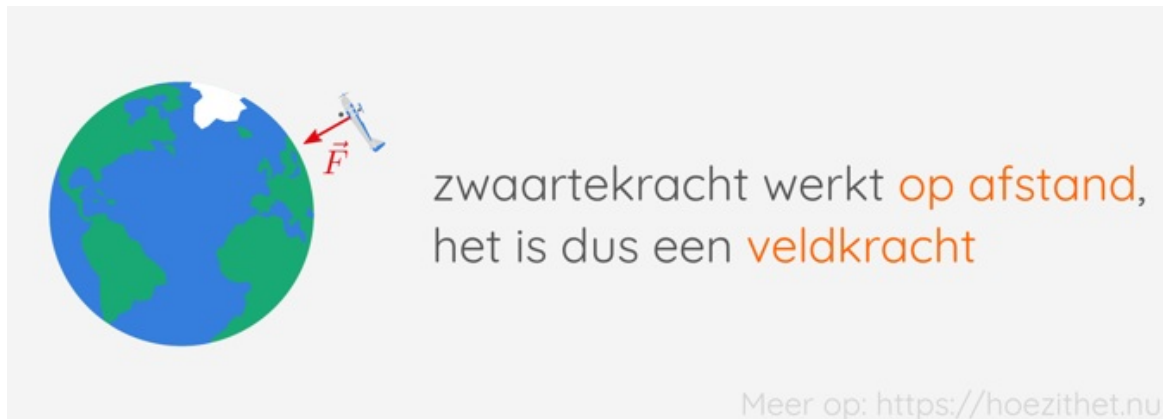 F
zwaartekracht werkt op afstand,
het is dus een veldkracht
Meer op: https://hoezithet.nu